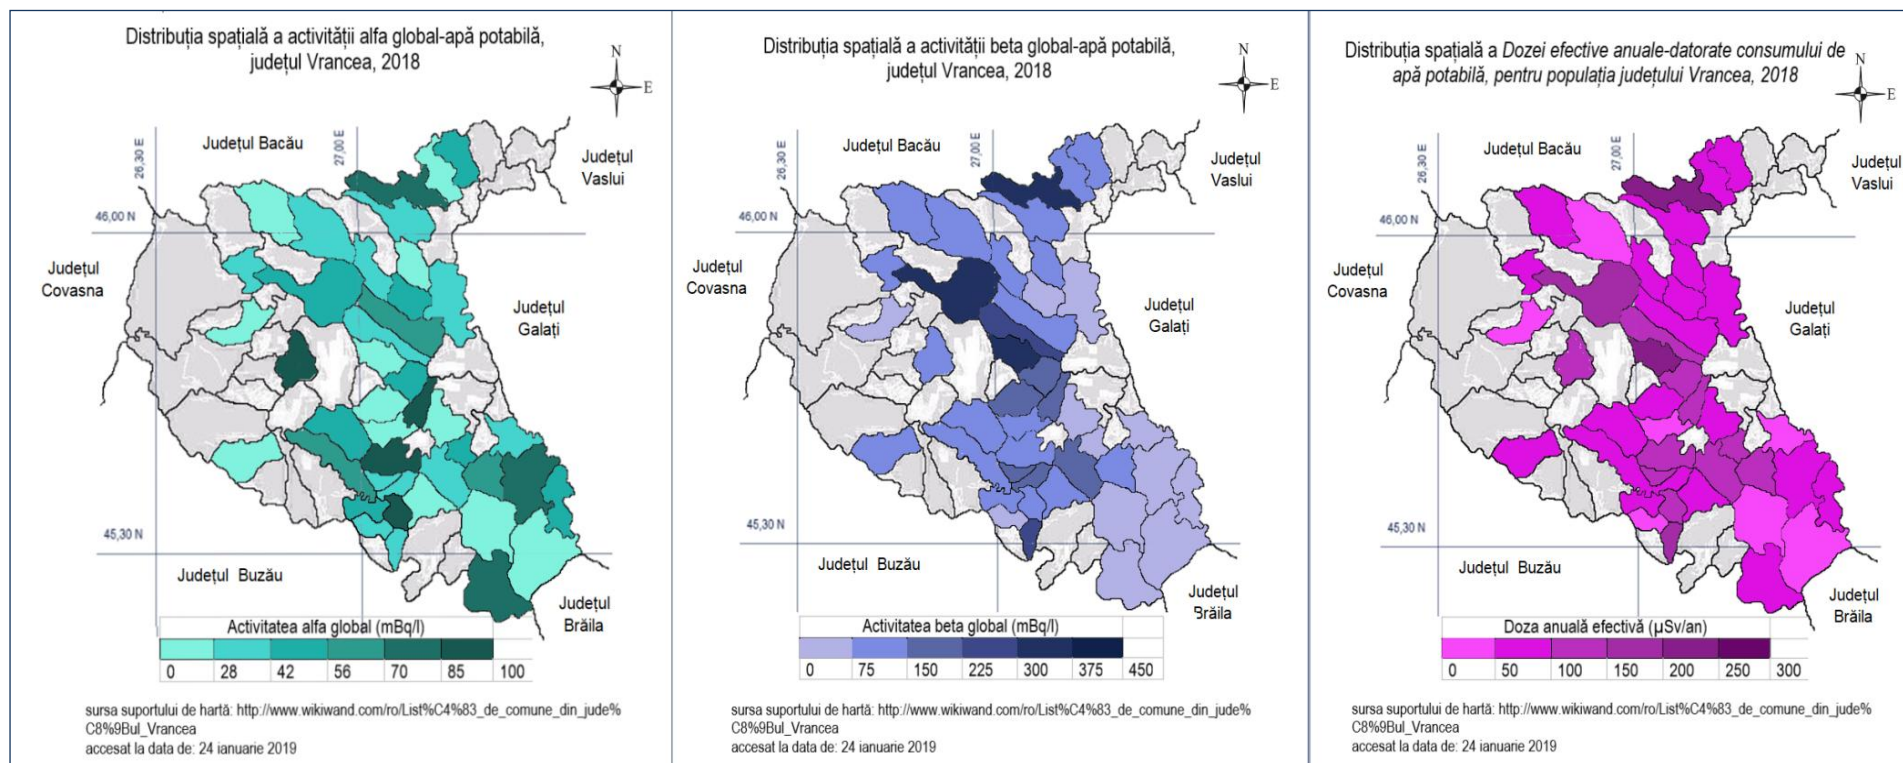 Distribuția spațială a activității alfa global-apă potabilă,
județul Vrancea, 2018
N
E
26,30 E
27,00 E
Județul Bacău
Județul
Vaslui
46,00 N
Județul
Covasna
Județul
Galați
45,30 N
Județul Buzău
Județul
Brăila
Activitatea alfa global (mBq/l)
0 28 42 56 70 85 100
sursa suportului de hartă: http://www.wikiwand.com/ro/List%C4%83_de_comune_din_jude%
C8%9Bul_Vrancea
accesat la data de: 24 ianuarie 2019
Distribuția spațială a activității beta global-apă potabilă,
județul Vrancea, 2018
N
E
26,30 E
27,00 E
Județul Bacău
Județul
Vaslui
46,00 N
Județul
Covasna
Județul
Galați
45,30 N
Județul Buzău
Județul
Brăila
Activitatea beta global (mBq/l)
0 75 150 225 300 375 450
sursa suportului de hartă: http://www.wikiwand.com/ro/List%C4%83_de_comune_din_jude%
C8%9Bul_Vrancea
accesat la data de: 24 ianuarie 2019
Distribuția spațială a Dozei efective anuale-datorate consumului de
apă potabilă, pentru populația județului Vrancea, 2018
N
E
26,30 E
27,00 E
Județul Bacău
Județul
Vaslui
46,00 N
Județul
Covasna
Județul
Galați
45,30 N
Județul Buzău
Județul
Brăila
Doza anuală efectivă (µSv/an)
0 50 100 150 200 250 300
sursa suportului de hartă: http://www.wikiwand.com/ro/List%C4%83_de_comune_din_jude%
C8%9Bul_Vrancea
accesat la data de: 24 ianuarie 2019